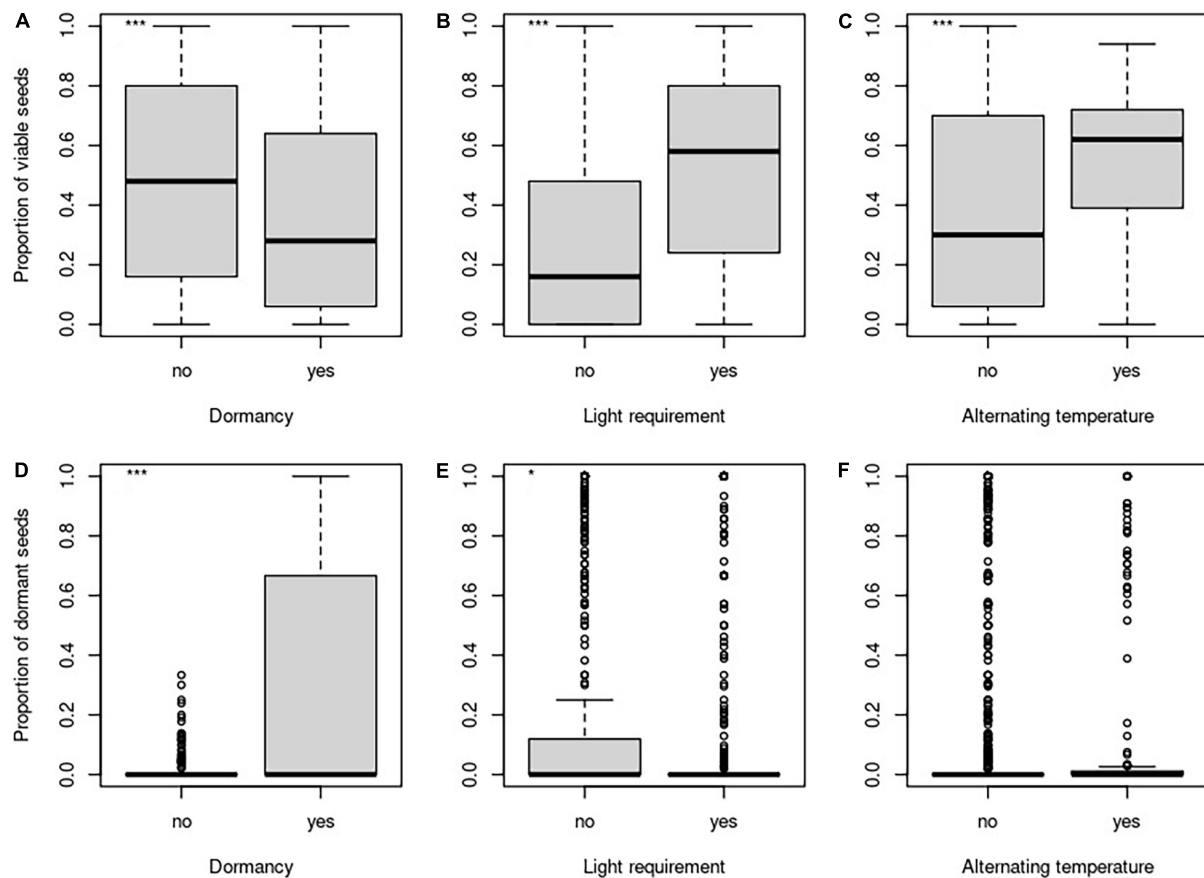 A
***
Proportion of viable seeds
0.0 0.2 0.4 0.6 0.8 1.0
no yes
Dormancy
B
***
0.0 0.2 0.4 0.6 0.8 1.0
no yes
Light requirement
C
***
0.0 0.2 0.4 0.6 0.8 1.0
no yes
Alternating temperature
D
***
Proportion of dormant seeds
0.0 0.2 0.4 0.6 0.8 1.0
no yes
Dormancy
E
*
0.0 0.2 0.4 0.6 0.8 1.0
no yes
Light requirement
F
0.0 0.2 0.4 0.6 0.8 1.0
no yes
Alternating temperature